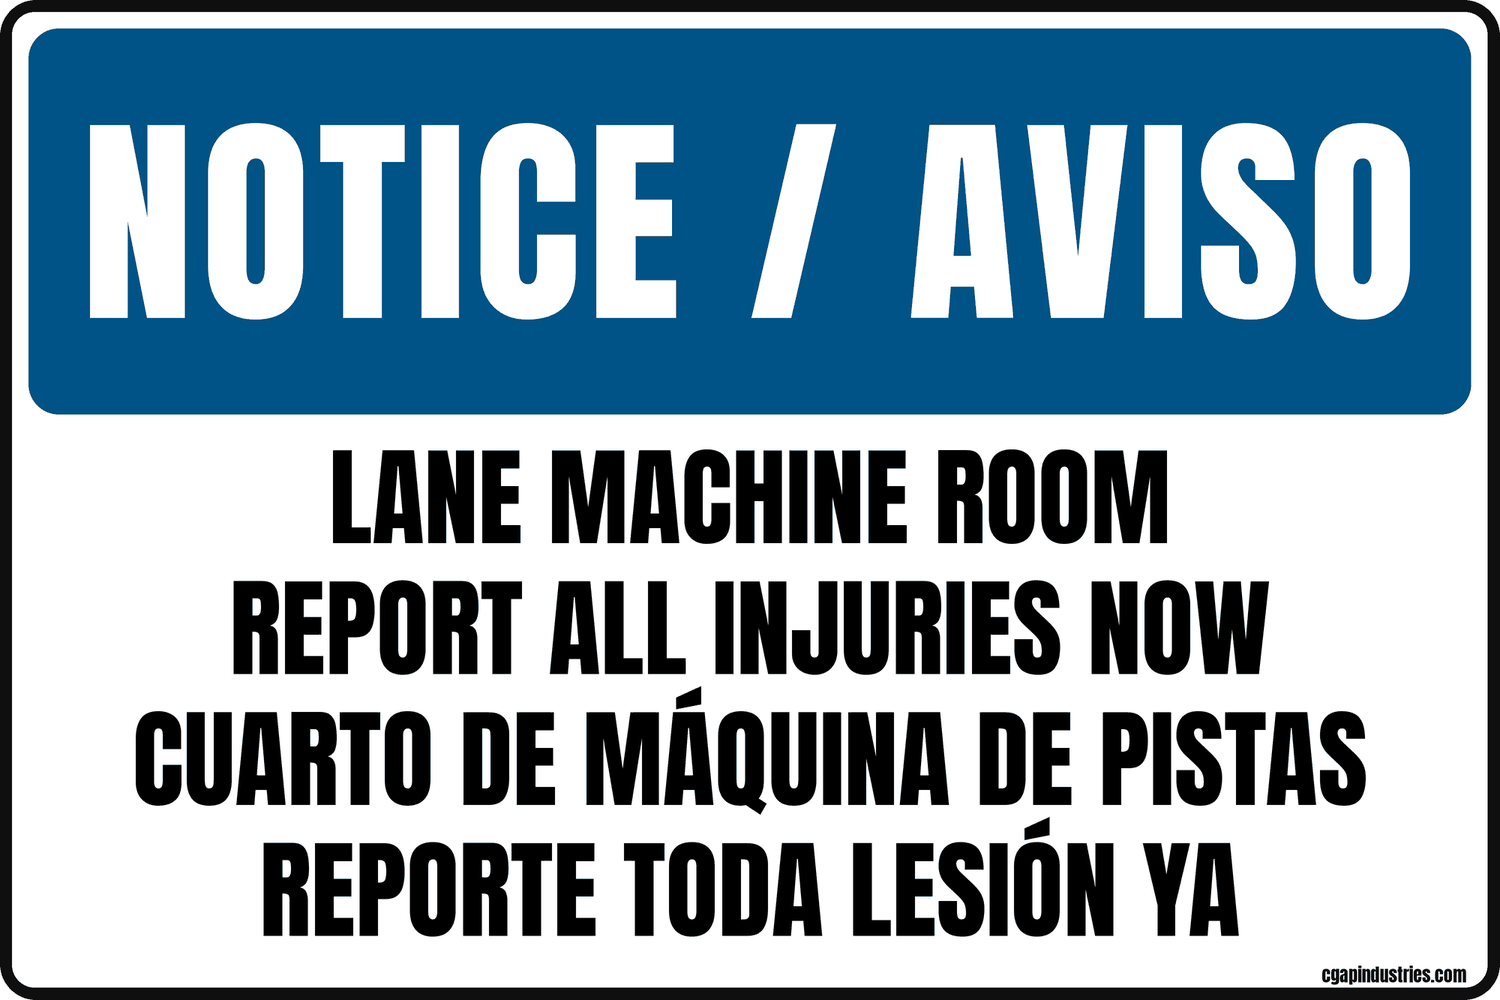 NOTICE / AVISO
LANE MACHINE ROOM
REPORT ALL INJURIES NOW
CUARTO DE MÁQUINA DE PISTAS
REPORTE TODA LESIÓN YA
cgapindustries.com